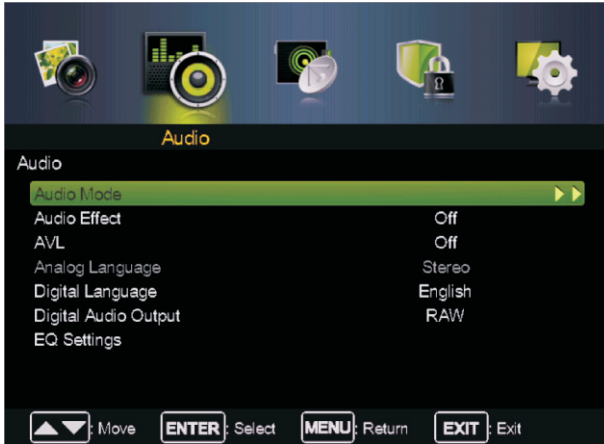 Audio
Audio
Audio Mode
Audio Effect Off
AVL Off
Analog Language Stereo
Digital Language English
Digital Audio Output RAW
EQ Settings
: Move ENTER : Select MENU : Return EXIT : Exit